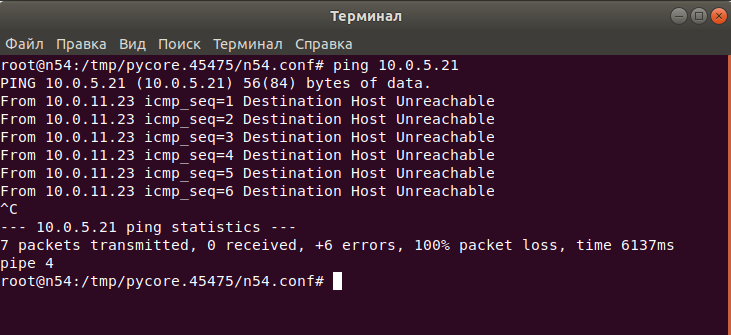 Терминал
Файл Правка Вид Поиск Терминал Справка
root@n54:/tmp/pycore.45475/n54.conf# ping 10.0.5.21
PING 10.0.5.21 (10.0.5.21) 56(84) bytes of data.
From 10.0.11.23 icmp_seq=1 Destination Host Unreachable
From 10.0.11.23 icmp_seq=2 Destination Host Unreachable
From 10.0.11.23 icmp_seq=3 Destination Host Unreachable
From 10.0.11.23 icmp_seq=4 Destination Host Unreachable
From 10.0.11.23 icmp_seq=5 Destination Host Unreachable
From 10.0.11.23 icmp_seq=6 Destination Host Unreachable
^C
--- 10.0.5.21 ping statistics ---
7 packets transmitted, 0 received, +6 errors, 100% packet loss, time 6137ms
pipe 4
root@n54:/tmp/pycore.45475/n54.conf#